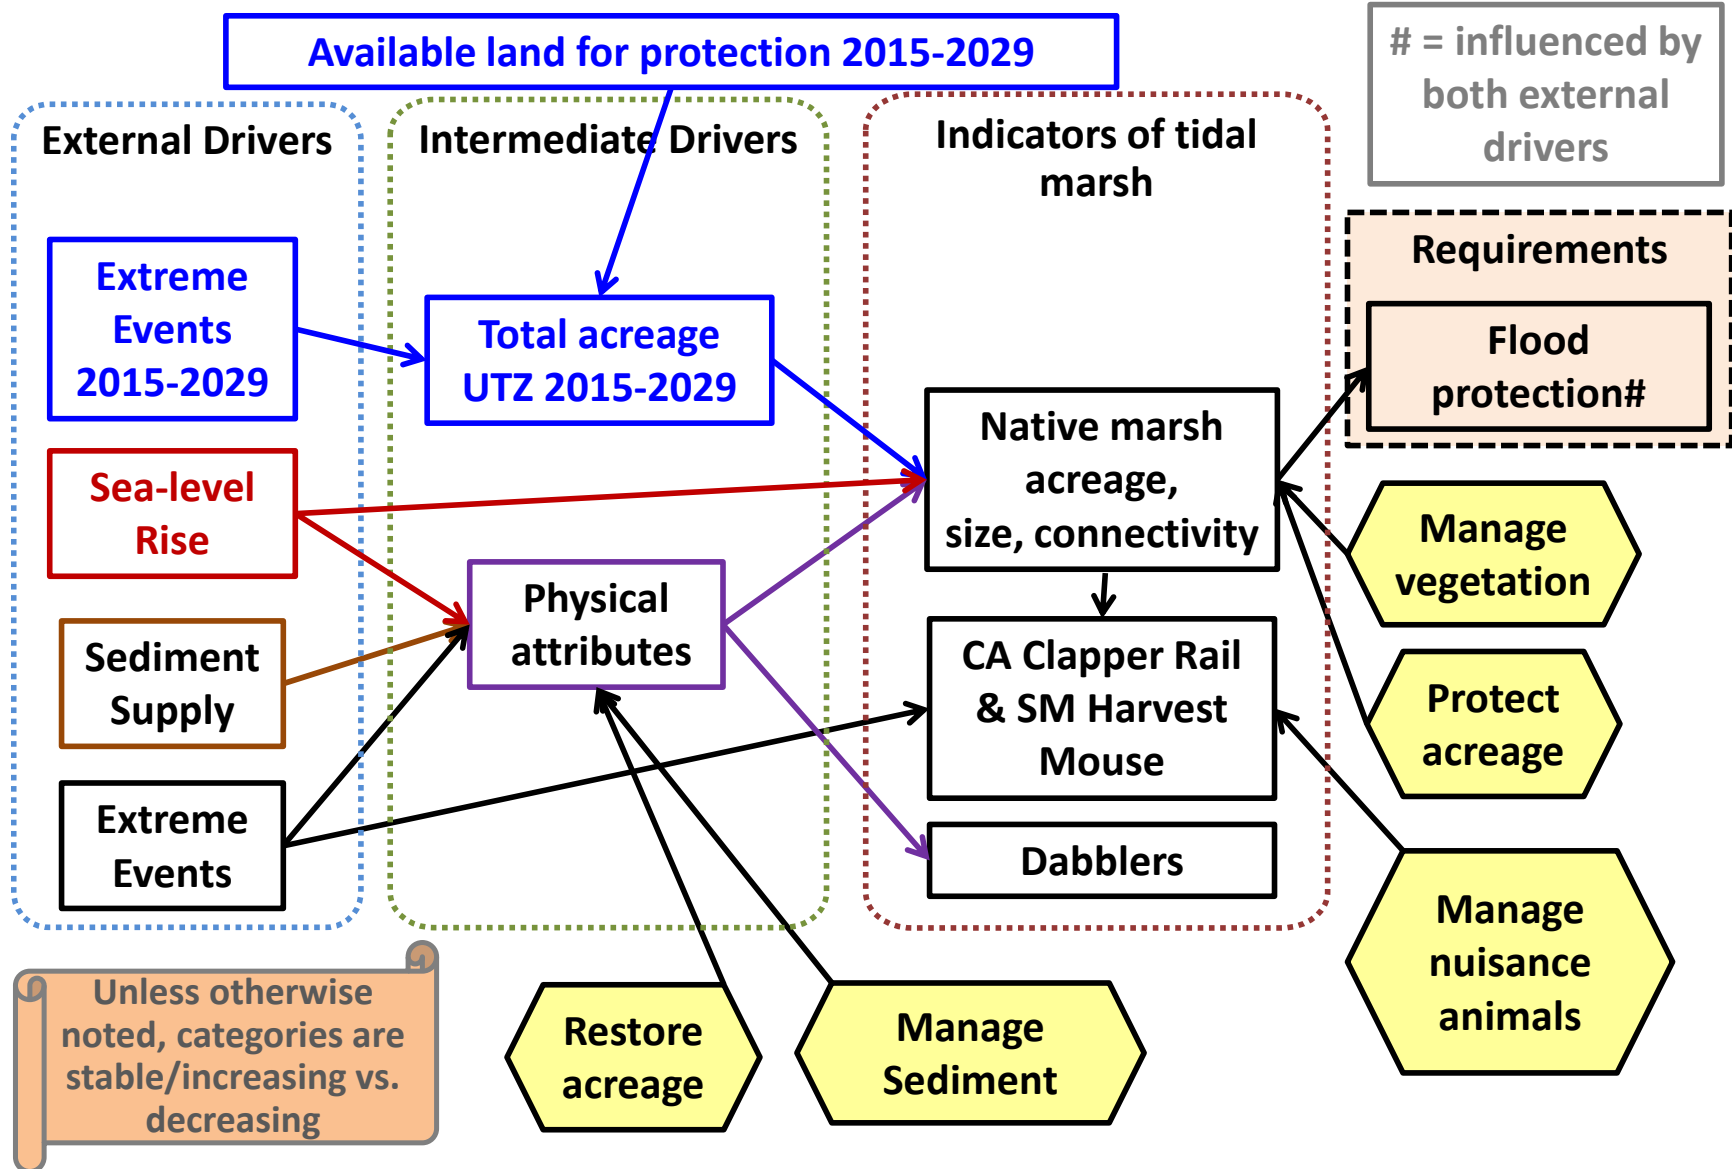 Available land for protection 2015-2029
# = influenced by
both external
drivers
External Drivers
Intermediate Drivers
Indicators of tidal
marsh
Extreme
Events
2015-2029
Total acreage
UTZ 2015-2029
Requirements
Flood
protection#
Native marsh
acreage,
size, connectivity
Sea-level
Rise
Manage
vegetation
Physical
attributes
Sediment
Supply
CA Clapper Rail
& SM Harvest
Mouse
Protect
acreage
Extreme
Events
Dabblers
Manage
nuisance
animals
Unless otherwise
noted, categories are
stable/increasing vs.
decreasing
Restore
acreage
Manage
Sediment